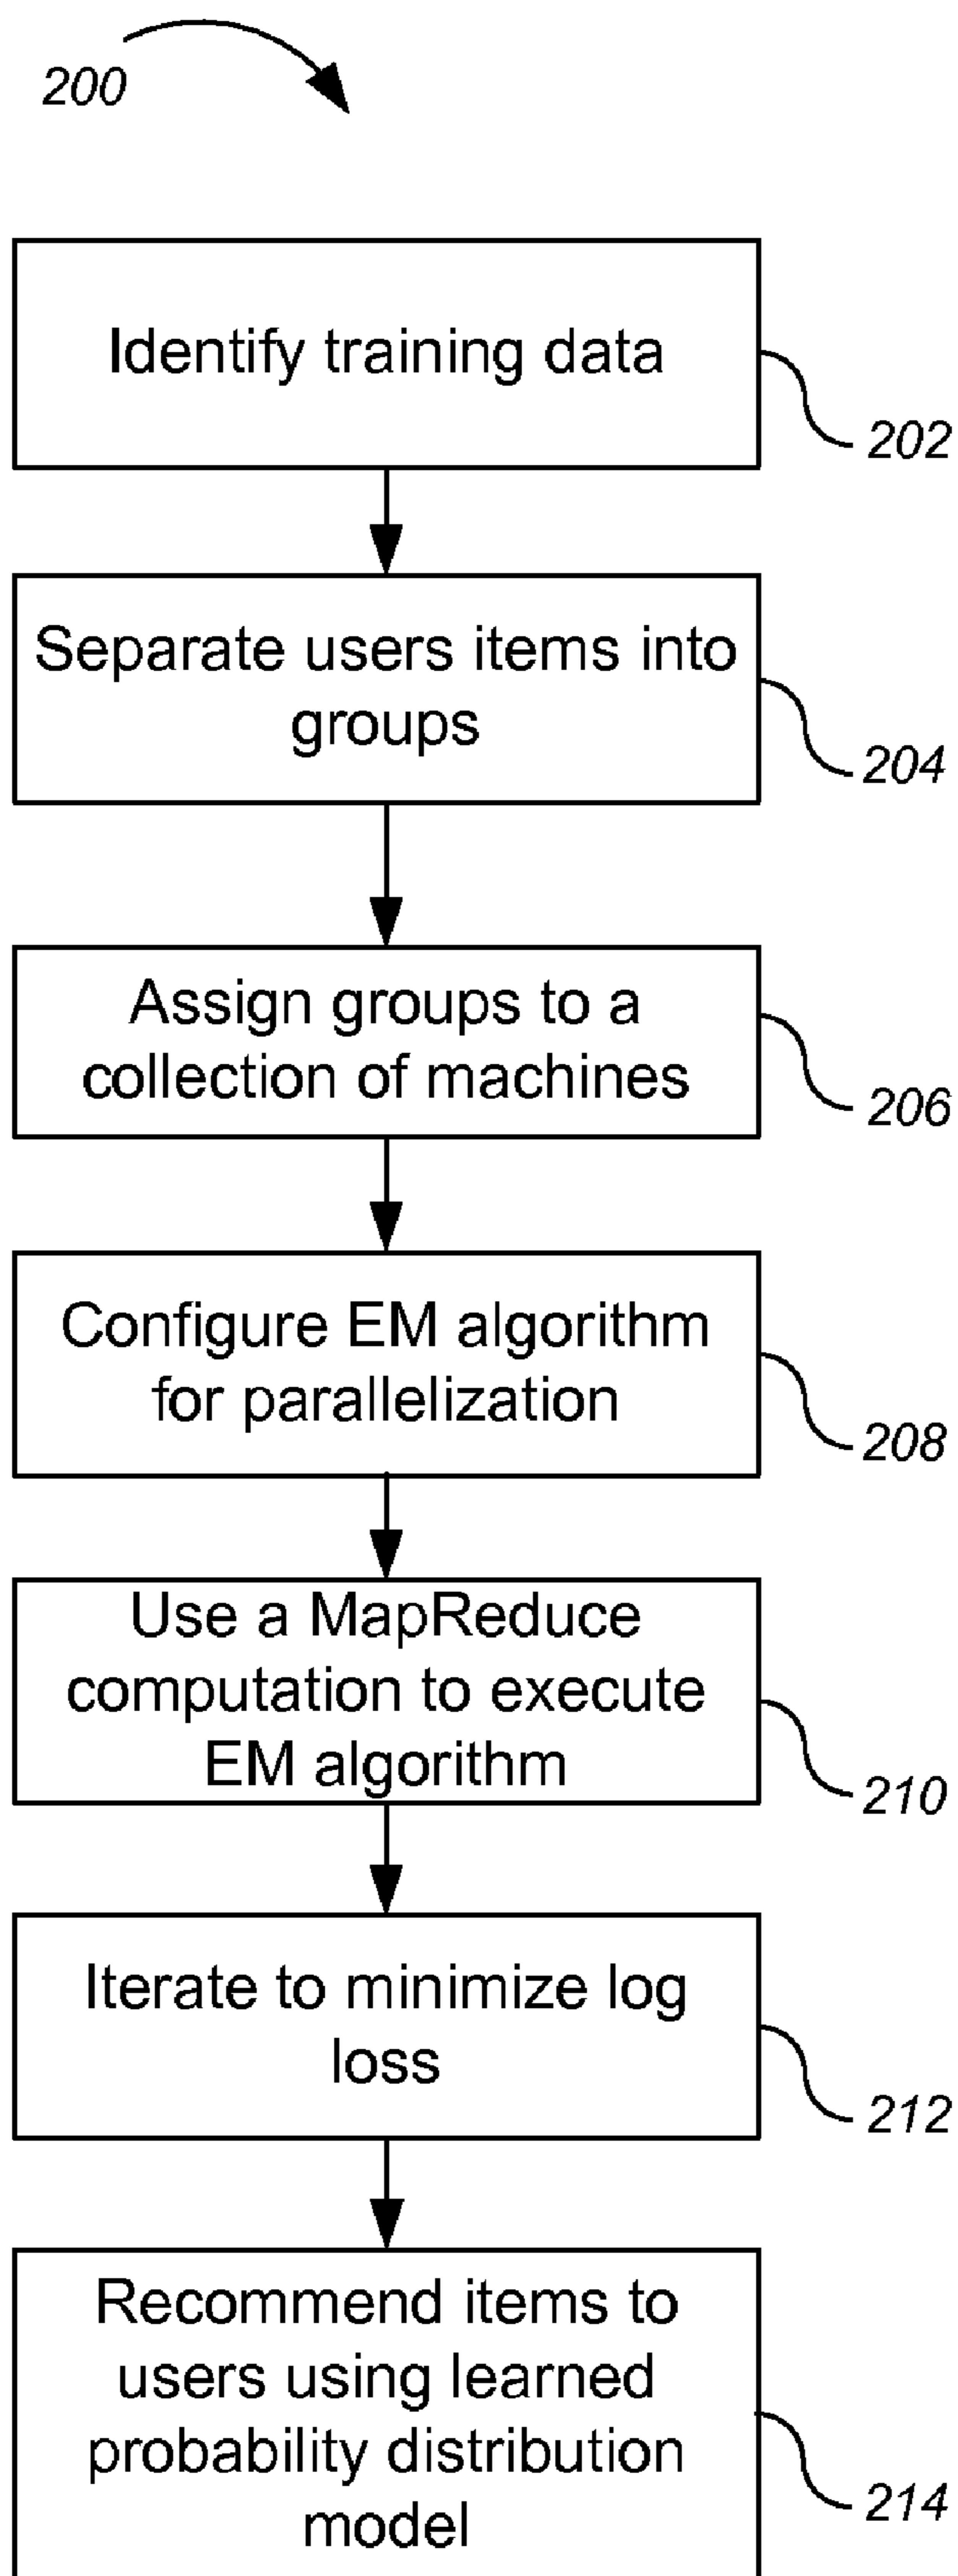 200
Identify training data
202
Separate users items into
groups
204
Assign groups to a
collection of machines
206
Configure EM algorithm
for parallelization
208
Use a MapReduce
computation to execute
EM algorithm
210
Iterate to minimize log
loss
212
Recommend items to
users using learned
probability distribution
model
214